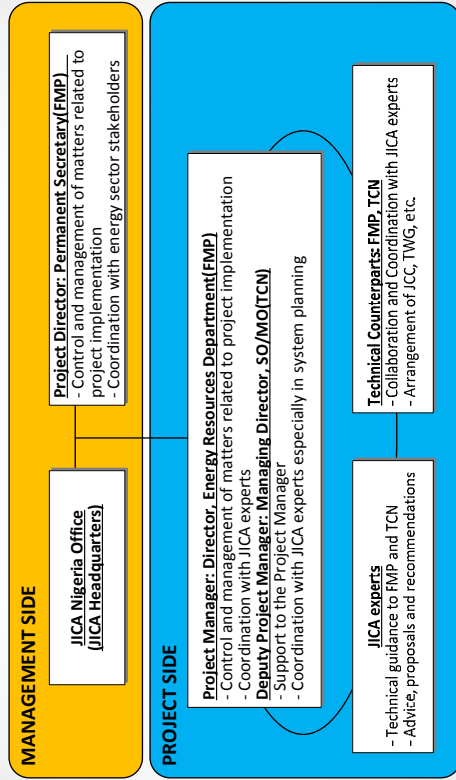 MANAGEMENT SIDE
JICA Nigeria Office
(JICA Headquarters)
Project Director: Permanent Secretary(FMP)
- Control and management of matters related to
project implementation
- Coordination with energy sector stakeholders
PROJECT SIDE
Project Manager: Director, Energy Resources Department(FMP)
- Control and management of matters related to project implementation
- Coordination with JICA experts
Deputy Project Manager: Managing Director, SO/MO(TCN)
- Support to the Project Manager
- Coordination with JICA experts especially in system planning
JICA experts
- Technical guidance to FMP and TCN
- Advice, proposals and recommendations
Technical Counterparts: FMP, TCN
- Collaboration and Coordination with JICA experts
- Arrangement of JCC, TWG, etc.